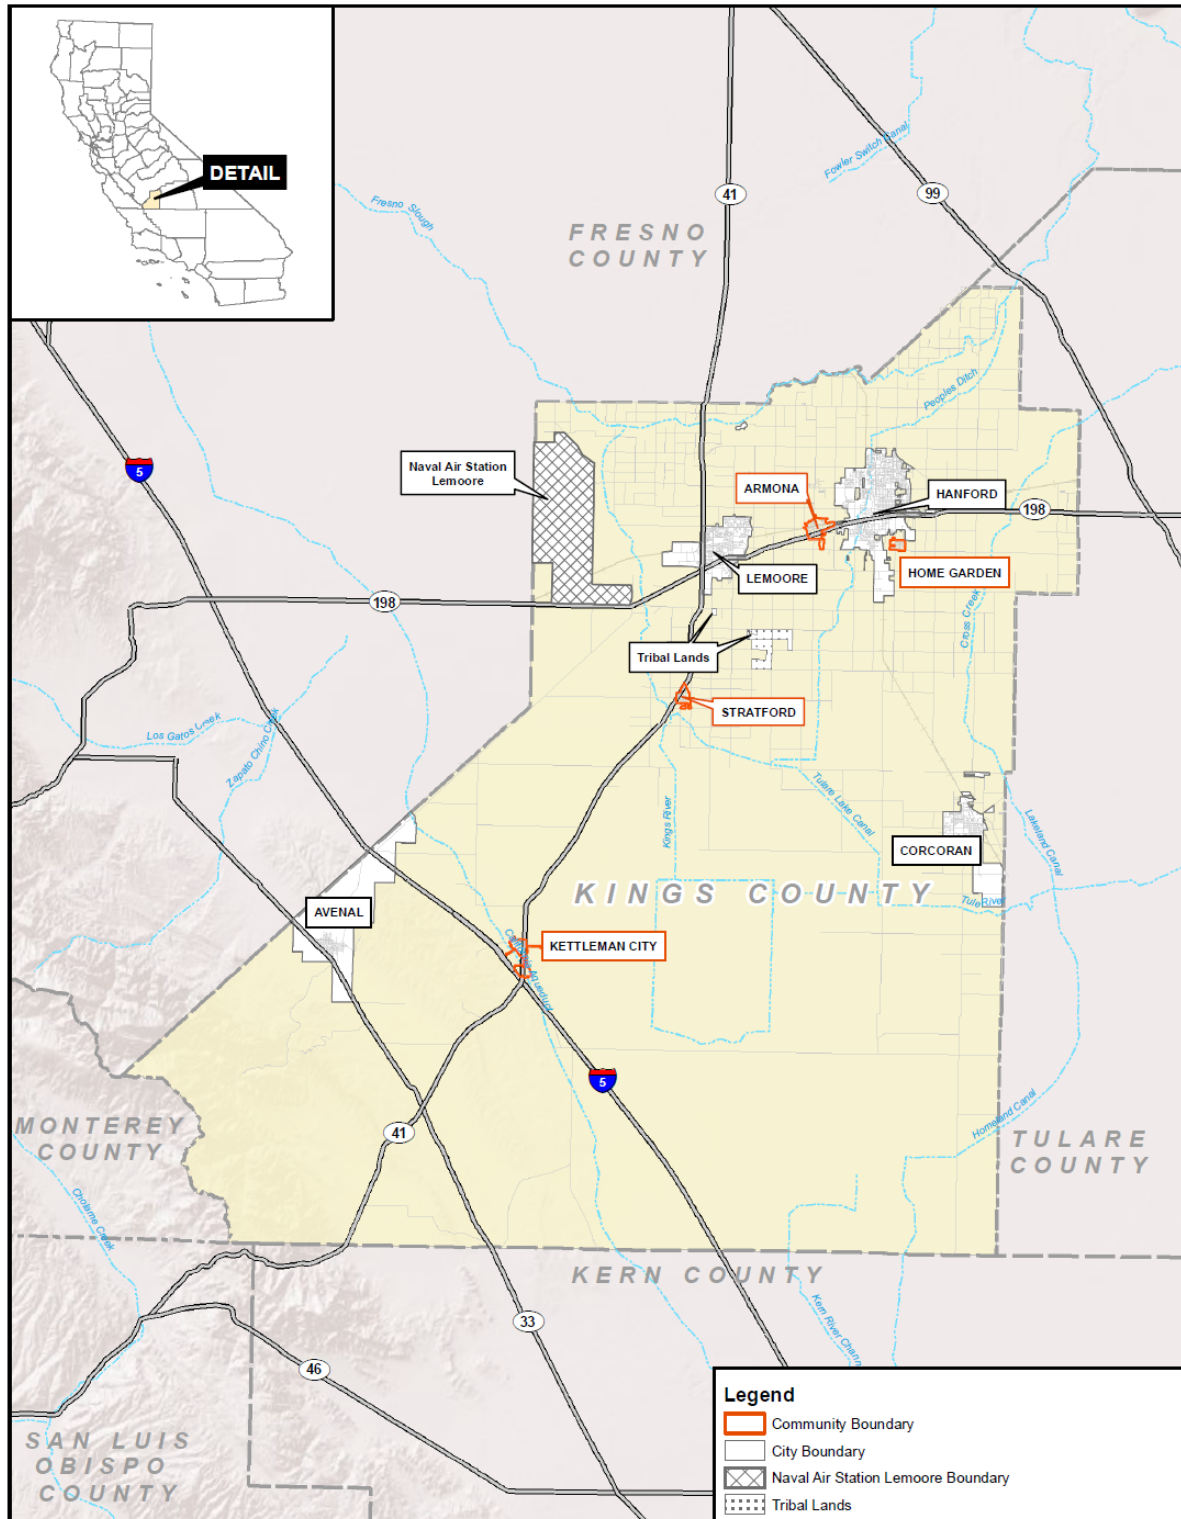 DETAIL
Fowler Switch Canal
41
99
Fresno Slough
FRESNO
COUNTY
Peoples Ditch
5
Naval Air Station
Lemoore
ARMONA
HANFORD
198
LEMOORE
HOME GARDEN
198
Cross Creek
Tribal Lands
STRATFORD
Los Gatos Creek
Zapato Chino Creek
Kings River
Tulare Lake Canal
Lakeland Canal
CORCORAN
KINGS COUNTY
Tule River
AVENAL
KETTLEMAN CITY
California Aqueduct
5
Homeland Canal
MONTEREY
COUNTY
41
TULARE
COUNTY
Cholame Creek
KERN COUNTY
Kern River Chann
33
46
SAN LUIS
OBISPO
COUNTY
Legend
Community Boundary
City Boundary
Naval Air Station Lemoore Boundary
Tribal Lands